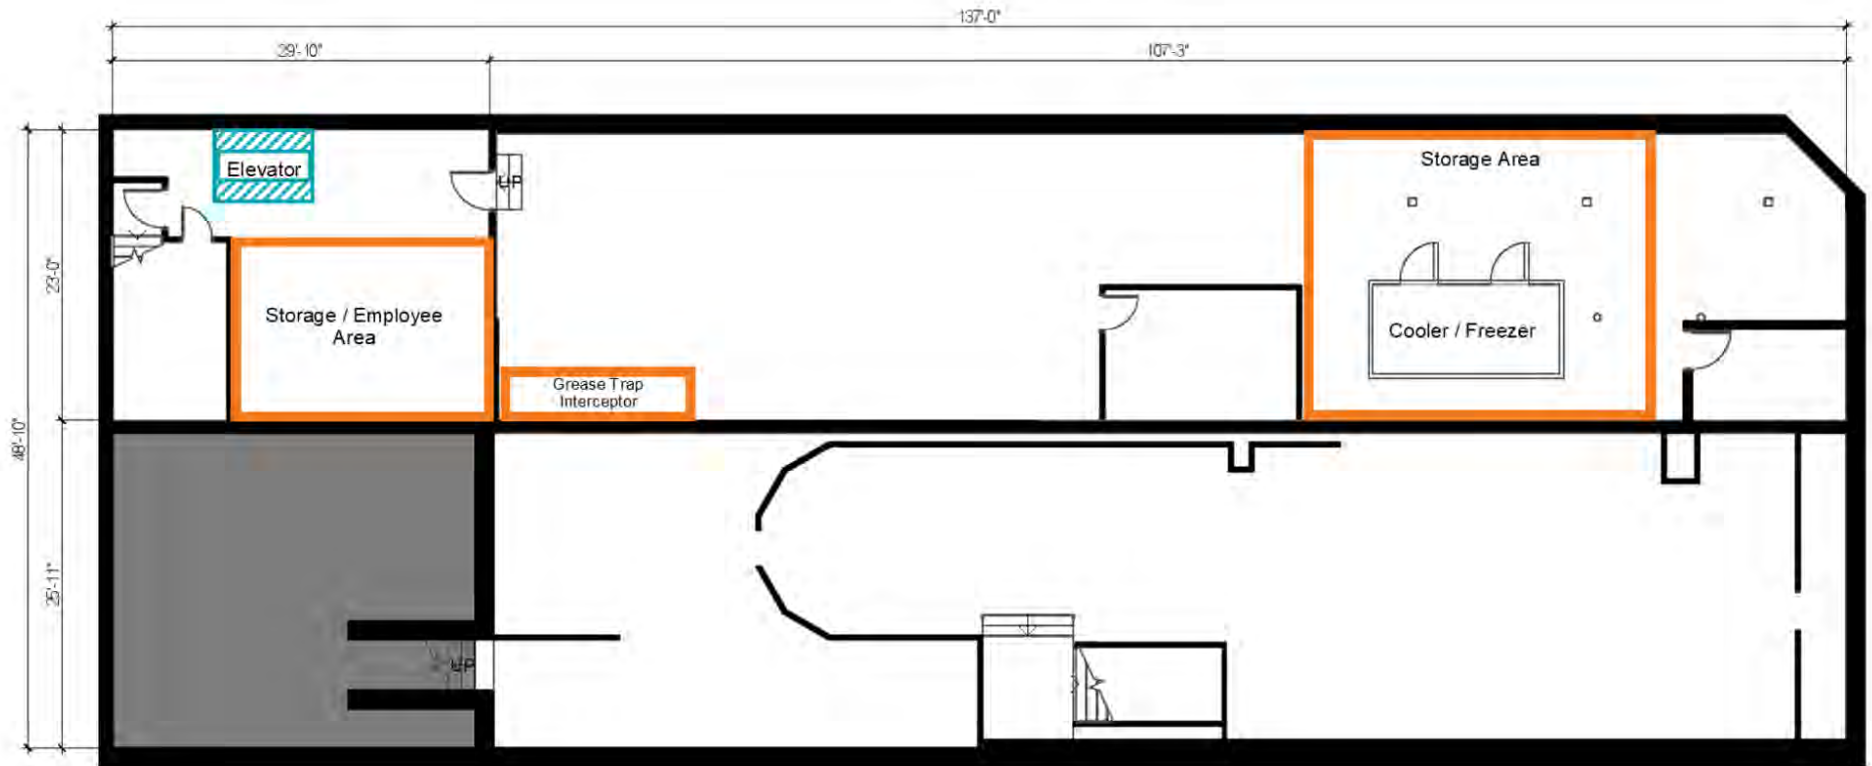 137'-0"
29'-10"
107'-3"
Elevator
UP
Storage Area
23'-0"
Storage / Employee
Area
Cooler / Freezer
Grease Trap
Interceptor
48'-10"
25'-11"
UP